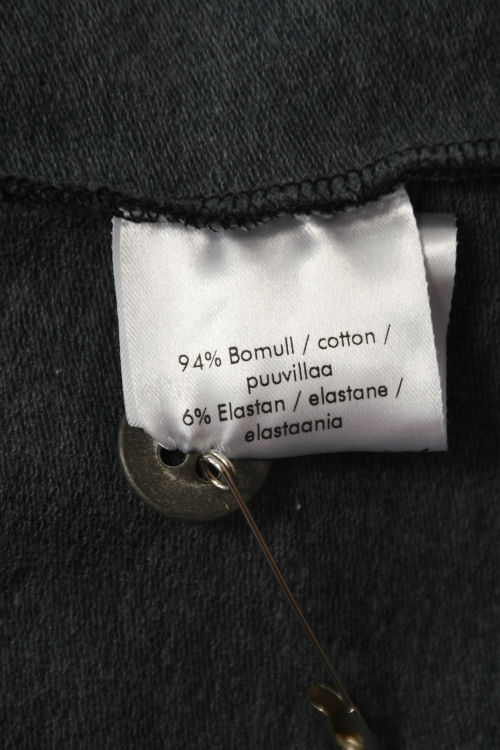 94% Bomull / cotton /
puuvillaa
6% Elastan / elastane /
elastaania